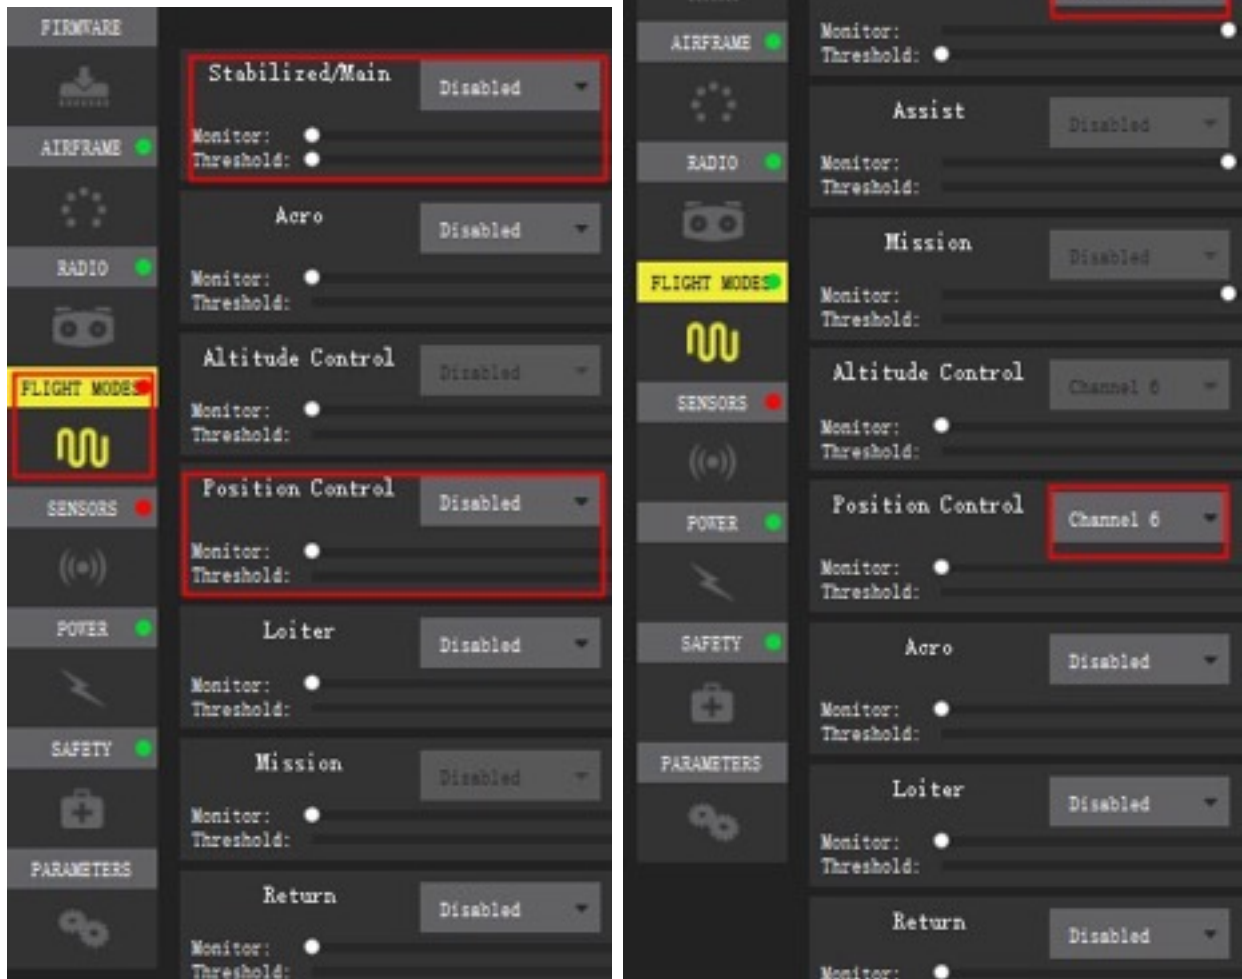 FIRMWARE
AIRFRAME
RADIO
FLIGHT MODES
SENSORS
POWER
SAFETY
PARAMETERS
Stabilized/Main
Disabled
Monitor:
Threshold:
Acro
Disabled
Monitor:
Threshold:
Altitude Control
Disabled
Monitor:
Threshold:
Position Control
Disabled
Monitor:
Threshold:
Loiter
Disabled
Monitor:
Threshold:
Mission
Disabled
Monitor:
Threshold:
Return
Disabled
Monitor:
Threshold:
AIRFRAME
RADIO
FLIGHT MODES
SENSORS
POWER
SAFETY
PARAMETERS
Monitor:
Threshold:
Assist
Disabled
Monitor:
Threshold:
Mission
Disabled
Monitor:
Threshold:
Altitude Control
Channel 6
Monitor:
Threshold:
Position Control
Channel 6
Monitor:
Threshold:
Acro
Disabled
Monitor:
Threshold:
Loiter
Disabled
Monitor:
Threshold:
Return
Disabled
Monitor: